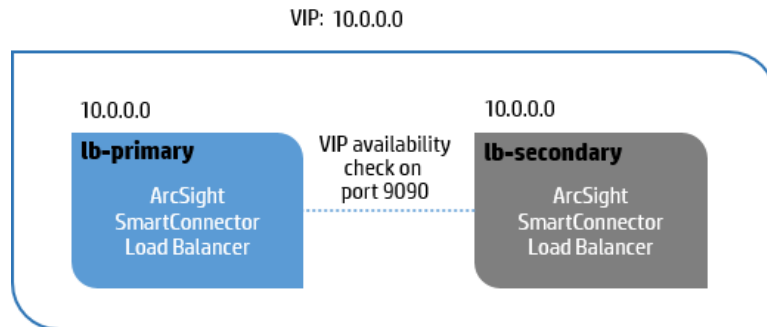 VIP: 10.0.0.0
10.0.0.0
lb-primary
ArcSight
SmartConnector
Load Balancer
VIP availability
check on
port 9090
10.0.0.0
lb-secondary
ArcSight
SmartConnector
Load Balancer